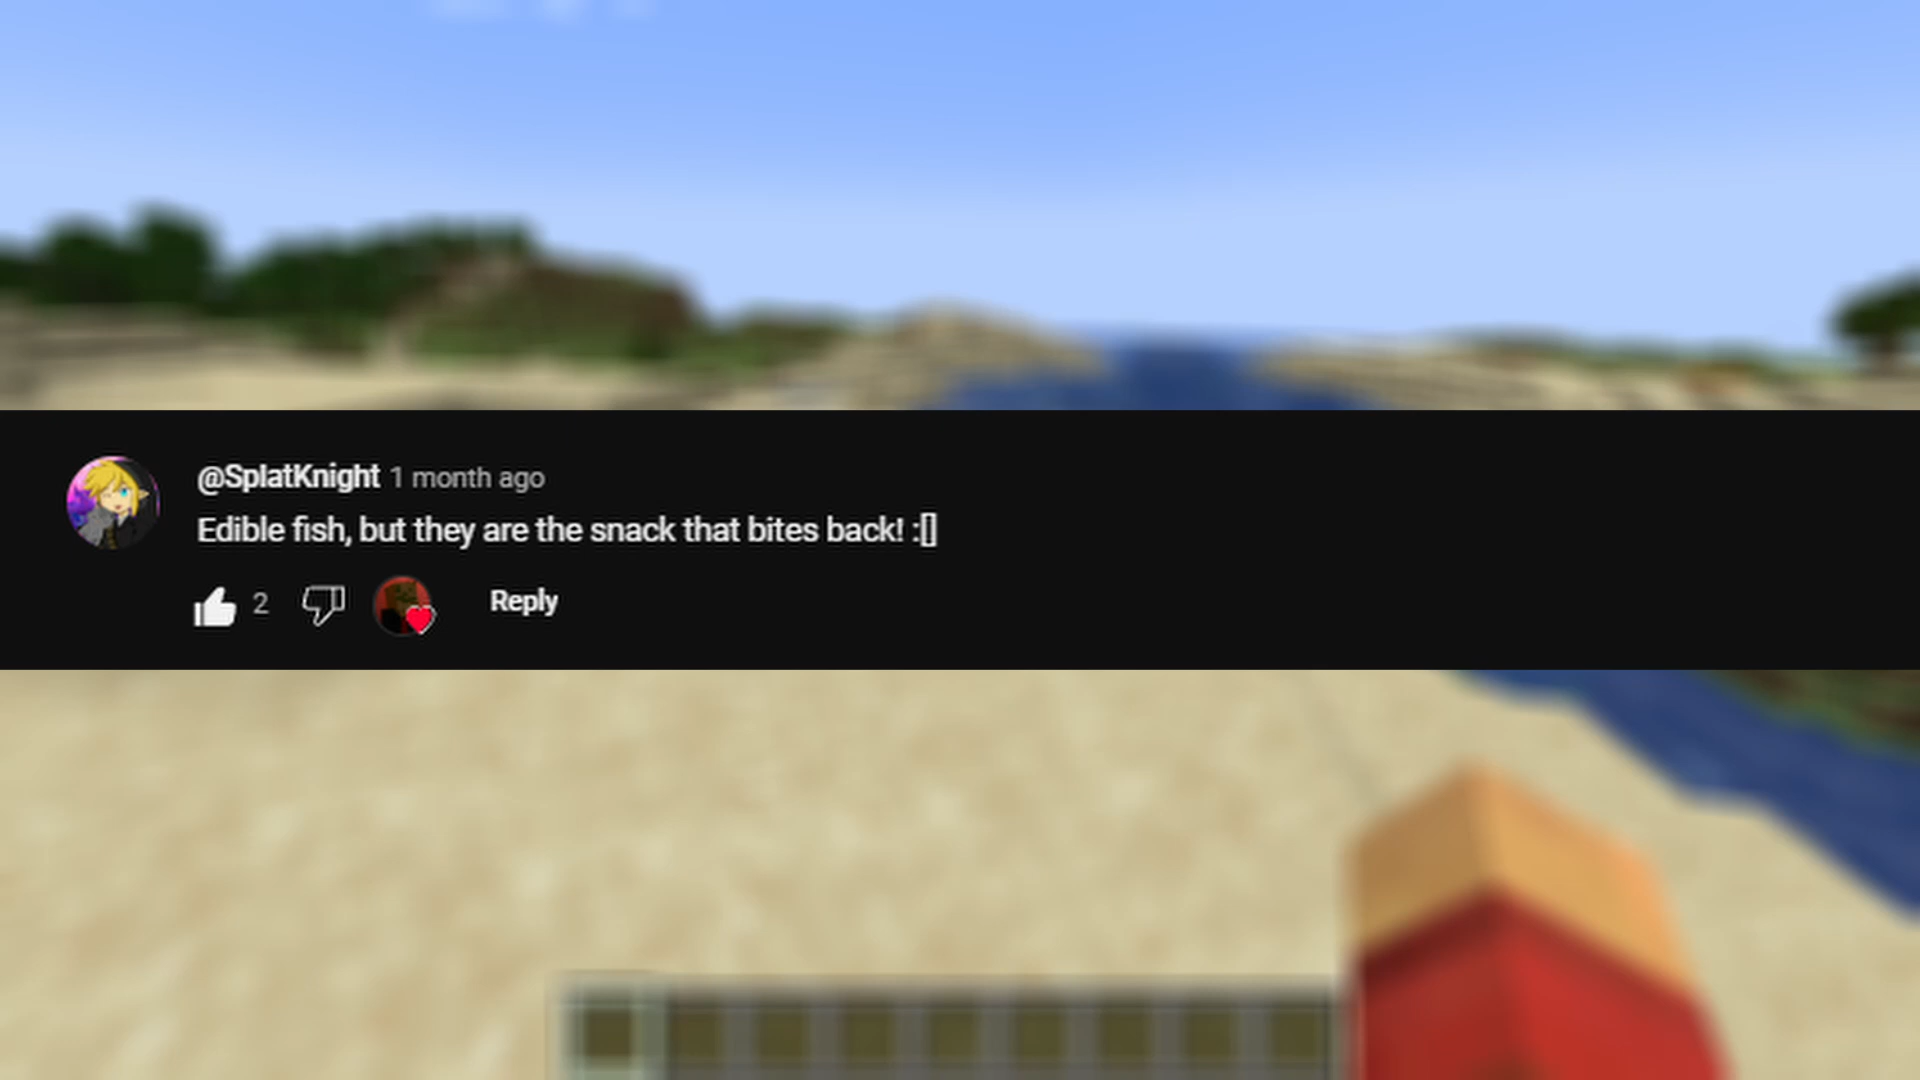 @SplatKnight 1 month ago
Edible fish, but they are the snack that bites back! :[]
2 Reply